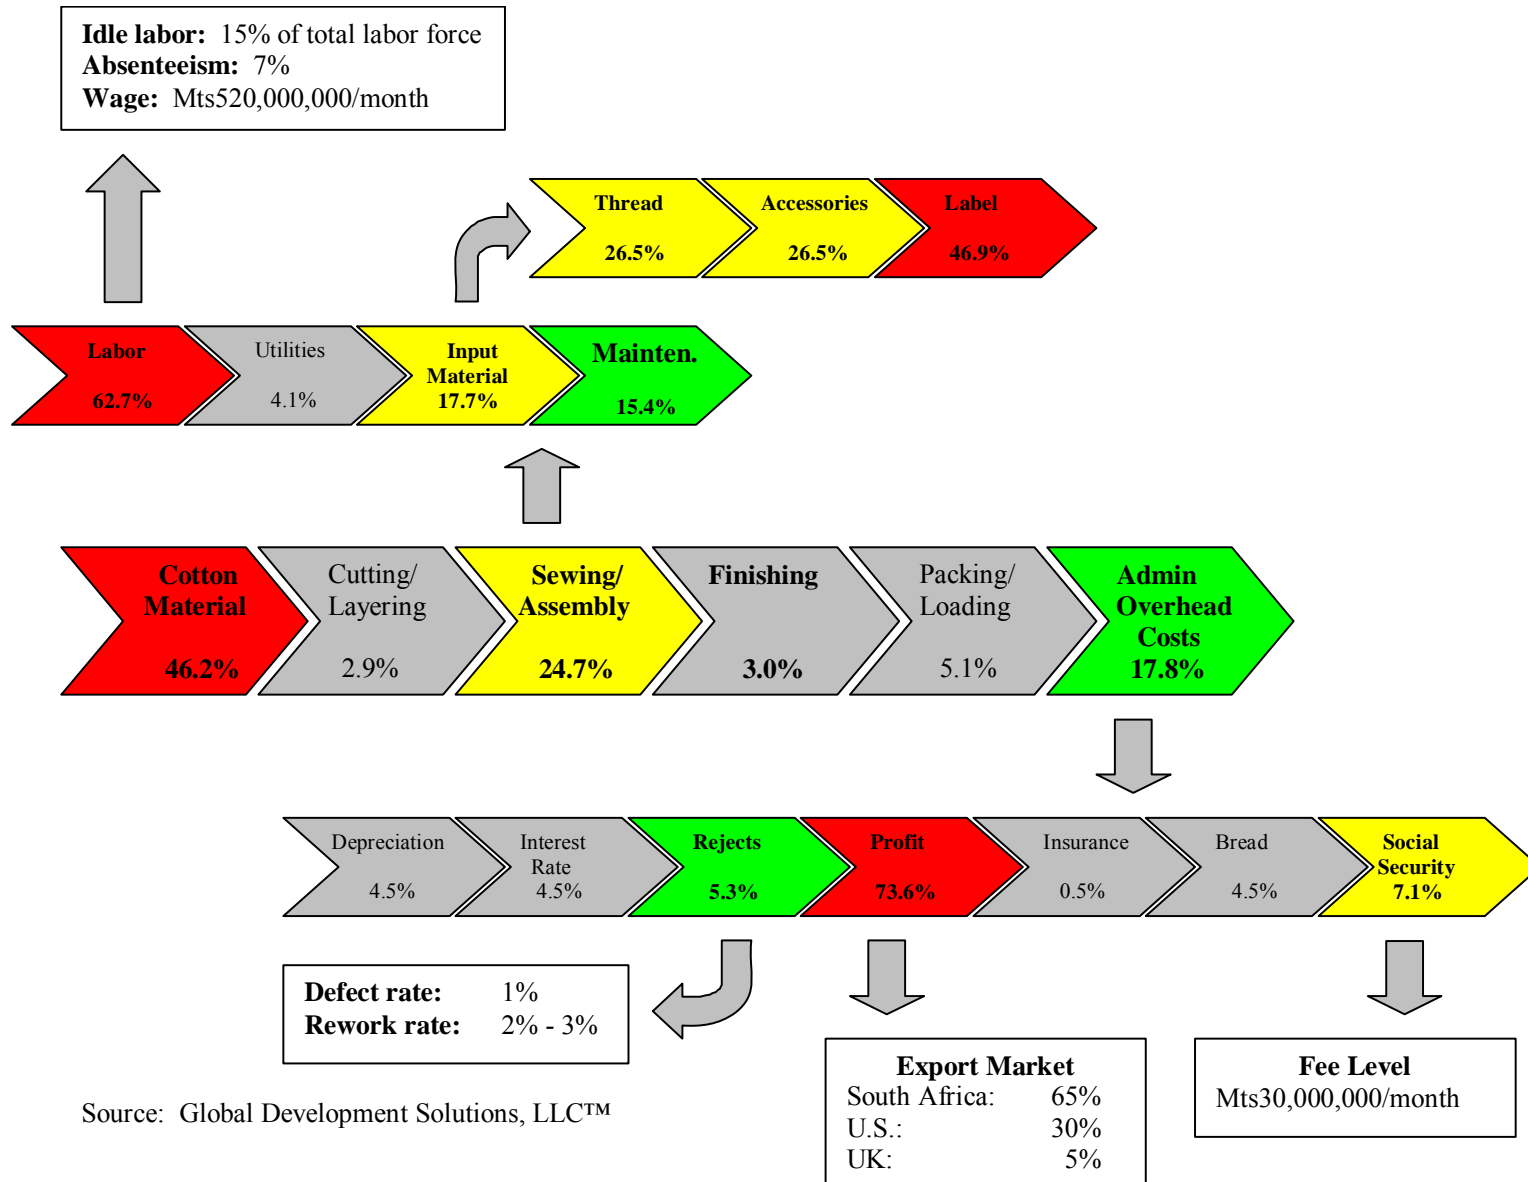 Idle labor: 15% of total labor force
Absenteeism: 7%
Wage: Mts520,000,000/month
Thread
26.5%
Accessories
26.5%
Label
46.9%
Labor
62.7%
Utilities
4.1%
Input
Material
17.7%
Mainten.
15.4%
Cotton
Material
46.2%
Cutting/
Layering
2.9%
Sewing/
Assembly
24.7%
Finishing
3.0%
Packing/
Loading
5.1%
Admin
Overhead
Costs
17.8%
Depreciation
4.5%
Interest
Rate
4.5%
Rejects
5.3%
Profit
73.6%
Insurance
0.5%
Bread
4.5%
Social
Security
7.1%
Defect rate: 1%
Rework rate: 2% - 3%
Export Market
South Africa: 65%
U.S.: 30%
UK: 5%
Fee Level
Mts30,000,000/month
Source: Global Development Solutions, LLC™